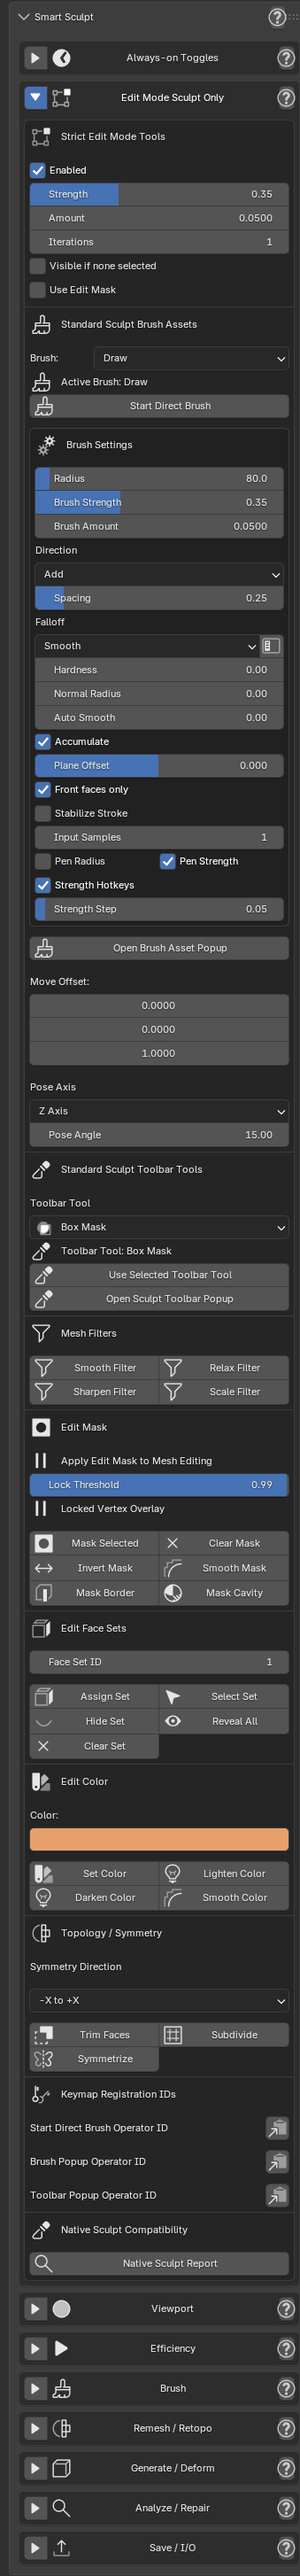 Smart Sculpt
Always-on Toggles
Edit Mode Sculpt Only
Strict Edit Mode Tools
Enabled
Strength 0.35
Amount 0.0500
Iterations 1
Visible if none selected
Use Edit Mask
Standard Sculpt Brush Assets
Brush: Draw
Active Brush: Draw
Start Direct Brush
Brush Settings
Radius 80.0
Brush Strength 0.35
Brush Amount 0.0500
Direction
Add
Spacing 0.25
Falloff
Smooth
Hardness 0.00
Normal Radius 0.00
Auto Smooth 0.00
Accumulate
Plane Offset 0.000
Front faces only
Stabilize Stroke
Input Samples 1
Pen Radius Pen Strength
Strength Hotkeys
Strength Step 0.05
Open Brush Asset Popup
Move Offset:
0.0000
0.0000
1.0000
Pose Axis
Z Axis
Pose Angle 15.00
Standard Sculpt Toolbar Tools
Toolbar Tool
Box Mask
Toolbar Tool: Box Mask
Use Selected Toolbar Tool
Open Sculpt Toolbar Popup
Mesh Filters
Smooth Filter Relax Filter
Sharpen Filter Scale Filter
Edit Mask
Apply Edit Mask to Mesh Editing
Lock Threshold 0.99
Locked Vertex Overlay
Mask Selected Clear Mask
Invert Mask Smooth Mask
Mask Border Mask Cavity
Edit Face Sets
Face Set ID 1
Assign Set Select Set
Hide Set Reveal All
Clear Set
Edit Color
Color:
Set Color Lighten Color
Darken Color Smooth Color
Topology / Symmetry
Symmetry Direction
-X to +X
Trim Faces Subdivide
Symmetrize
Keymap Registration IDs
Start Direct Brush Operator ID
Brush Popup Operator ID
Toolbar Popup Operator ID
Native Sculpt Compatibility
Native Sculpt Report
Viewport
Efficiency
Brush
Remesh / Retopo
Generate / Deform
Analyze / Repair
Save / I/O